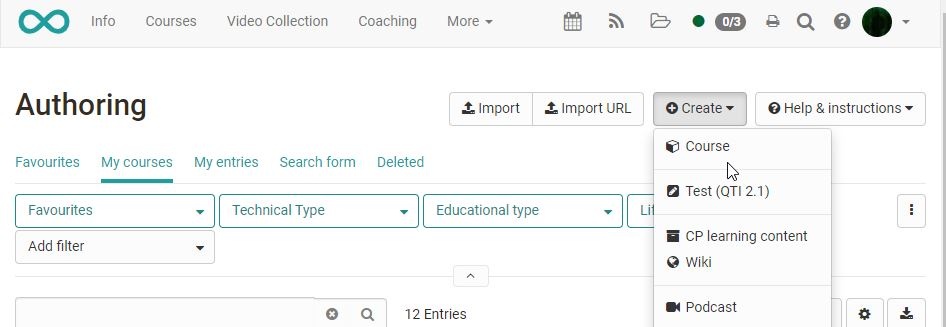 Info Courses Video Collection Coaching More 0/3
Authoring
Import Import URL Create Help & instructions
Favourites My courses My entries Search form Deleted
Favourites Technical Type Educational type
Add filter
Course
Test (QTI 2.1)
CP learning content
Wiki
Podcast
12 Entries